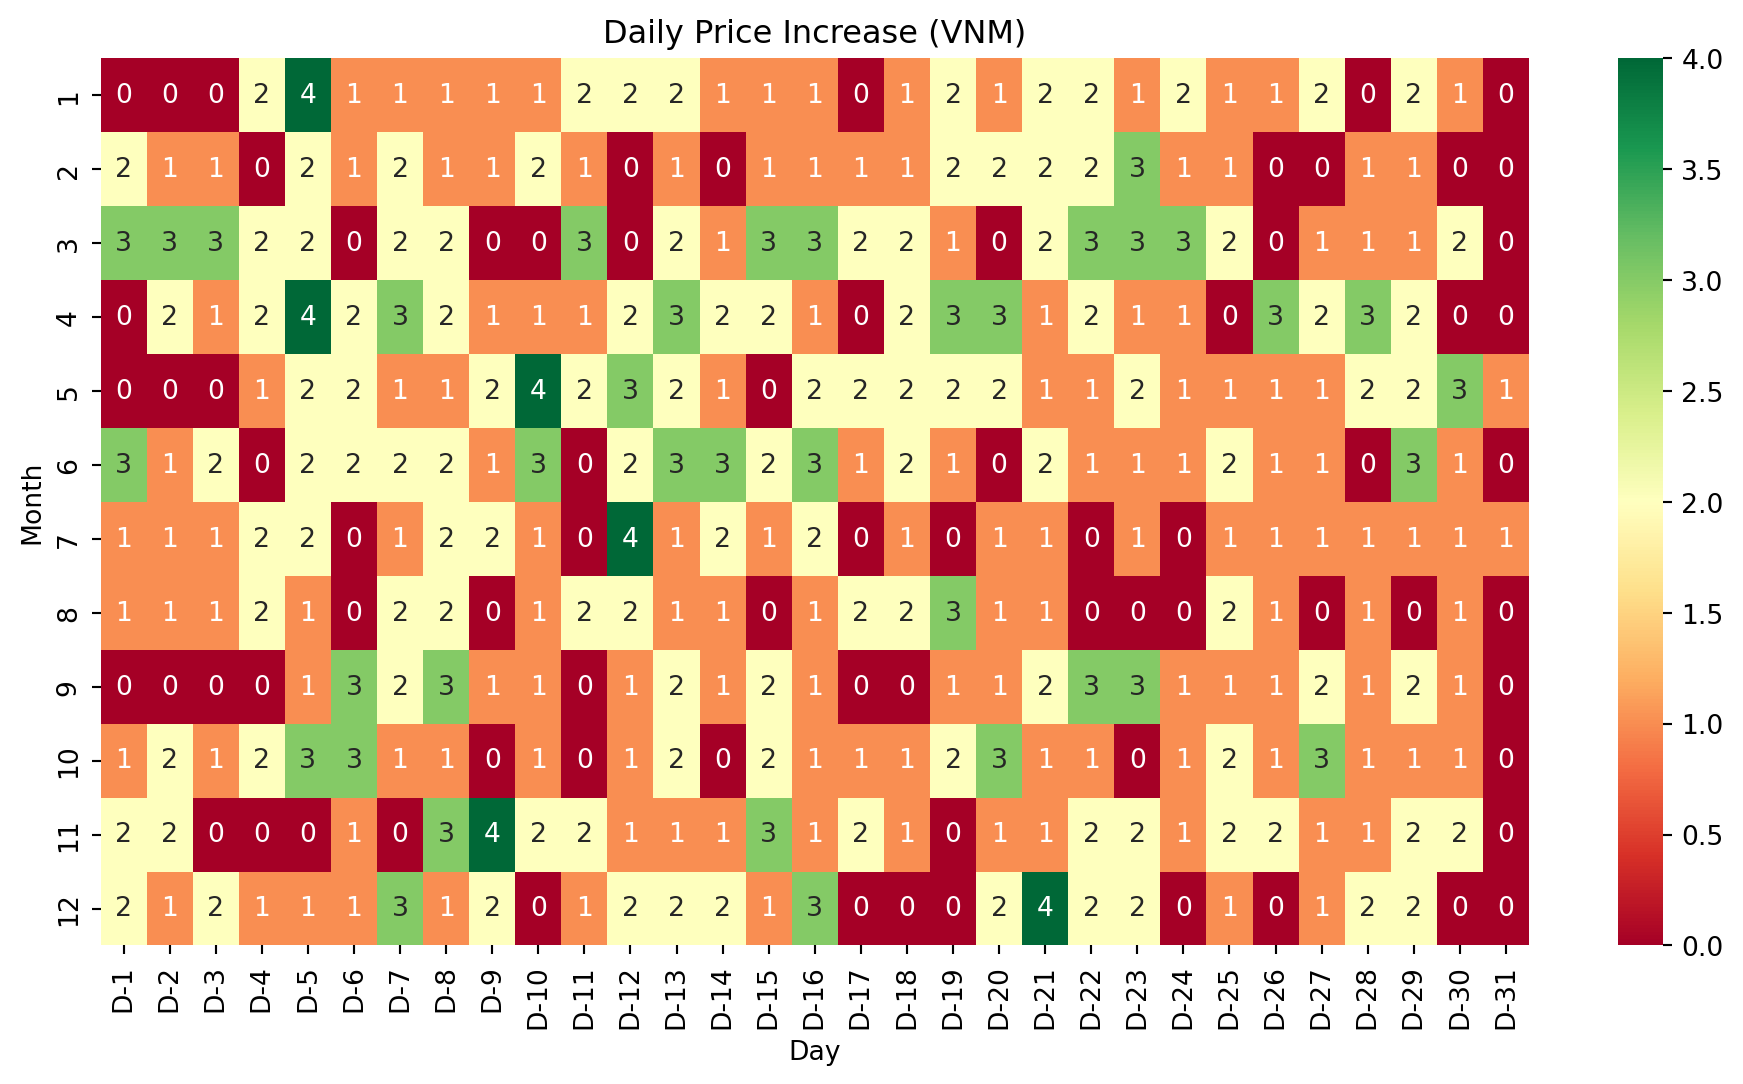 Daily Price Increase (VNM)
1 0 0 0 2 4 1 1 1 1 1 2 2 2 1 1 1 0 1 2 1 2 2 1 2 1 1 2 0 2 1 0
2 2 1 1 0 2 1 2 1 1 2 1 0 1 0 1 1 1 1 2 2 2 2 3 1 1 0 0 1 1 0 0
3 3 3 3 2 2 0 2 2 0 0 3 0 2 1 3 3 2 2 1 0 2 3 3 3 2 0 1 1 1 2 0
4 0 2 1 2 4 2 3 2 1 1 1 2 3 2 2 1 0 2 3 3 1 2 1 1 0 3 2 3 2 0 0
5 0 0 0 1 2 2 1 1 2 4 2 3 2 1 0 2 2 2 2 2 1 1 2 1 1 1 1 2 2 3 1
6 3 1 2 0 2 2 2 2 1 3 0 2 3 3 2 3 1 2 1 0 2 1 1 1 2 1 1 0 3 1 0
7 1 1 1 2 2 0 1 2 2 1 0 4 1 2 1 2 0 1 0 1 1 0 1 0 1 1 1 1 1 1 1
8 1 1 1 2 1 0 2 2 0 1 2 2 1 1 0 1 2 2 3 1 1 0 0 0 2 1 0 1 0 1 0
9 0 0 0 0 1 3 2 3 1 1 0 1 2 1 2 1 0 0 1 1 2 3 3 1 1 1 2 1 2 1 0
10 1 2 1 2 3 3 1 1 0 1 0 1 2 0 2 1 1 1 2 3 1 1 0 1 2 1 3 1 1 1 0
11 2 2 0 0 0 1 0 3 4 2 2 1 1 1 3 1 2 1 0 1 1 2 2 1 2 2 1 1 2 2 0
12 2 1 2 1 1 1 3 1 2 0 1 2 2 2 1 3 0 0 0 2 4 2 2 0 1 0 1 2 2 0 0
Month
D-1 D-2 D-3 D-4 D-5 D-6 D-7 D-8 D-9 D-10 D-11 D-12 D-13 D-14 D-15 D-16 D-17 D-18 D-19 D-20 D-21 D-22 D-23 D-24 D-25 D-26 D-27 D-28 D-29 D-30 D-31
Day
4.0
3.5
3.0
2.5
2.0
1.5
1.0
0.5
0.0